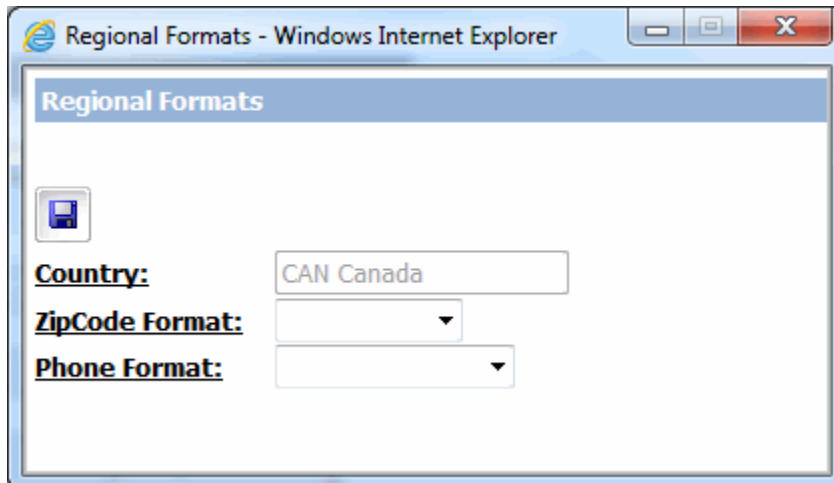 Regional Formats - Windows Internet Explorer
Regional Formats
Country: CAN Canada
ZipCode Format:
Phone Format: